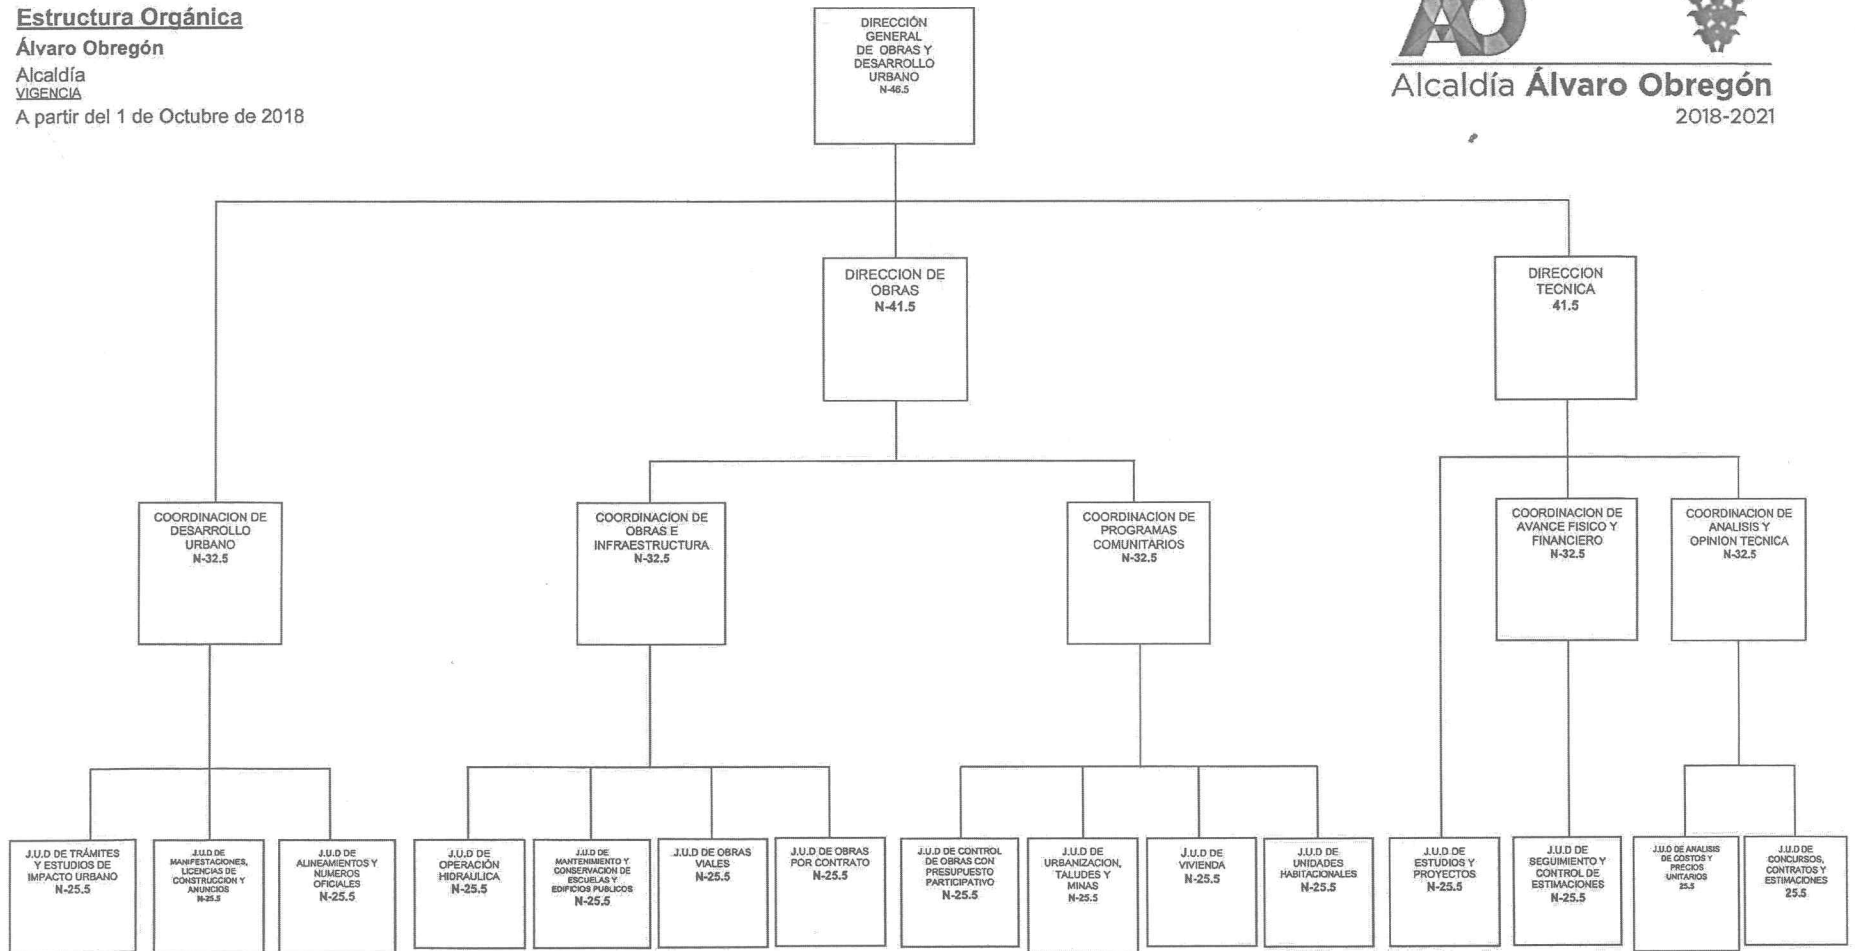 Estructura Orgánica
Álvaro Obregón
Alcaldía
VIGENCIA
A partir del 1 de Octubre de 2018
AO
Alcaldía Álvaro Obregón
2018-2021
DIRECCIÓN
GENERAL
DE OBRAS Y
DESARROLLO
URBANO
N-46.5
DIRECCION DE
OBRAS
N-41.5
DIRECCION
TECNICA
41.5
COORDINACION DE
DESARROLLO
URBANO
N-32.5
COORDINACION DE
OBRAS E
INFRAESTRUCTURA
N-32.5
COORDINACION DE
PROGRAMAS
COMUNITARIOS
N-32.5
COORDINACION DE
AVANCE FISICO Y
FINANCIERO
N-32.5
COORDINACION DE
ANALISIS Y
OPINION TECNICA
N-32.5
J.U.D DE TRÁMITES
Y ESTUDIOS DE
IMPACTO URBANO
N-25.5
J.U.D DE
MANIFESTACIONES,
LICENCIAS DE
CONSTRUCCION Y
ANUNCIOS
N-25.5
J.U.D DE
ALINEAMIENTOS Y
NUMEROS
OFICIALES
N-25.5
J.U.D DE
OPERACIÓN
HIDRAULICA
N-25.5
J.U.D DE
MANTENIMIENTO Y
CONSERVACION DE
ESCUELAS Y
EDIFICIOS PUBLICOS
N-25.5
J.U.D DE OBRAS
VIALES
N-25.5
J.U.D DE OBRAS
POR CONTRATO
N-25.5
J.U.D DE CONTROL
DE OBRAS CON
PRESUPUESTO
PARTICIPATIVO
N-25.5
J.U.D DE
URBANIZACION,
TALUDES Y
MINAS
N-25.5
J.U.D DE
VIVIENDA
N-25.5
J.U.D DE
UNIDADES
HABITACIONALES
N-25.5
J.U.D DE
ESTUDIOS Y
PROYECTOS
N-25.5
J.U.D DE
SEGUIMIENTO Y
CONTROL DE
ESTIMACIONES
N-25.5
J.U.D DE ANALISIS
DE COSTOS Y
PRECIOS
UNITARIOS
25.5
J.U.D DE
CONCURSOS,
CONTRATOS Y
ESTIMACIONES
25.5